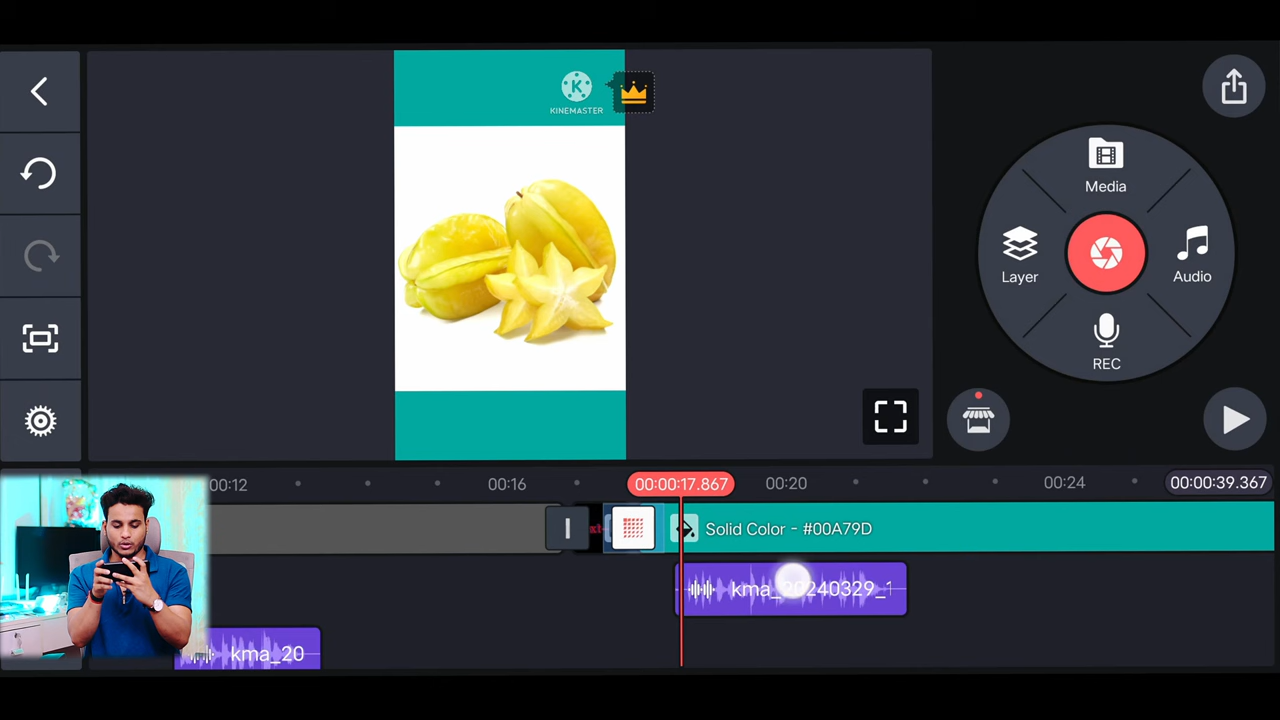 KINEMASTER
Media
Layer
Audio
REC
00:12
00:16
00:00:17.867
00:20
00:24
00:00:39.367
Solid Color - #00A79D
kma_20240329_1
kma_20